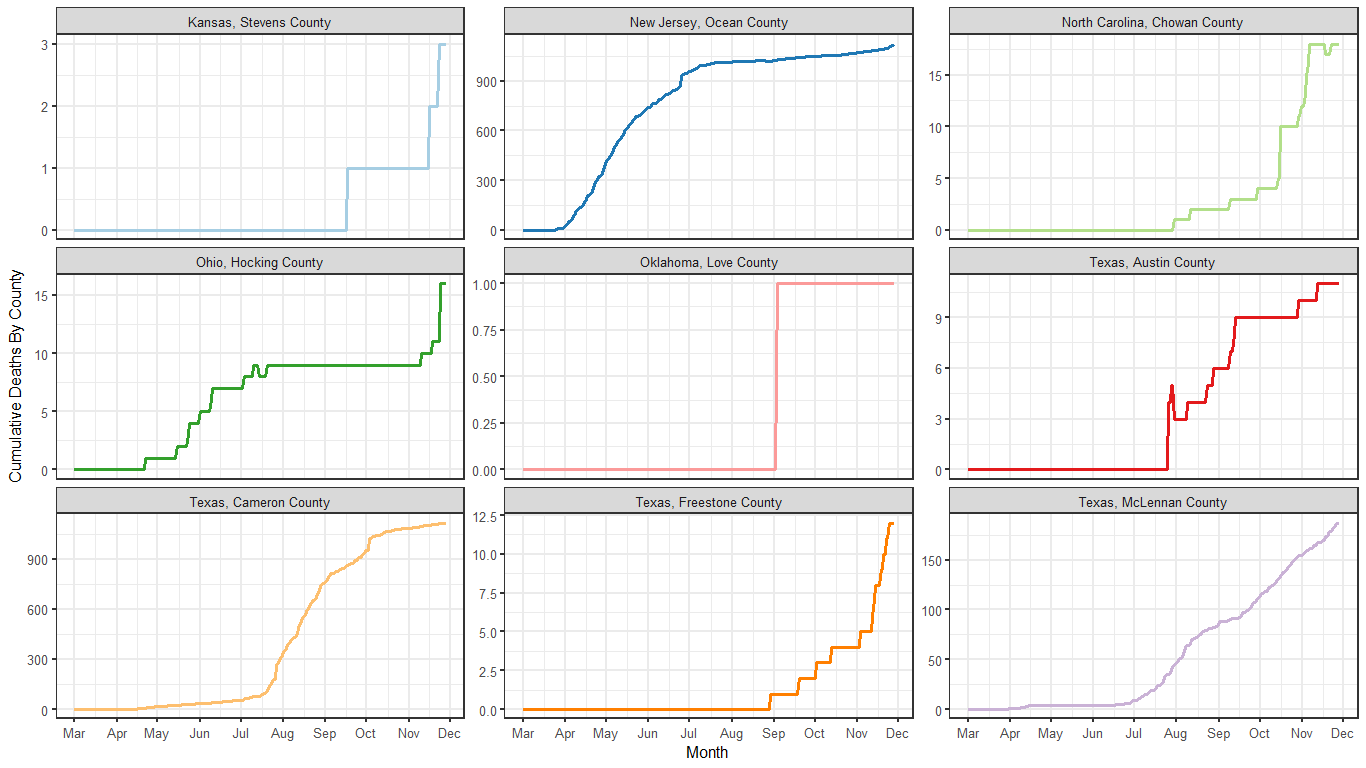 Kansas, Stevens County
New Jersey, Ocean County
North Carolina, Chowan County
3
2
1
0
900
600
300
0
15
10
5
0
Ohio, Hocking County
Oklahoma, Love County
Texas, Austin County
Cumulative Deaths By County
15
10
5
0
1.00
0.75
0.50
0.25
0.00
9
6
3
0
Texas, Cameron County
Texas, Freestone County
Texas, McLennan County
900
600
300
0
12.5
10.0
7.5
5.0
2.5
0.0
150
100
50
0
Mar Apr May Jun Jul Aug Sep Oct Nov Dec
Mar Apr May Jun Jul Aug Sep Oct Nov Dec
Mar Apr May Jun Jul Aug Sep Oct Nov Dec
Month